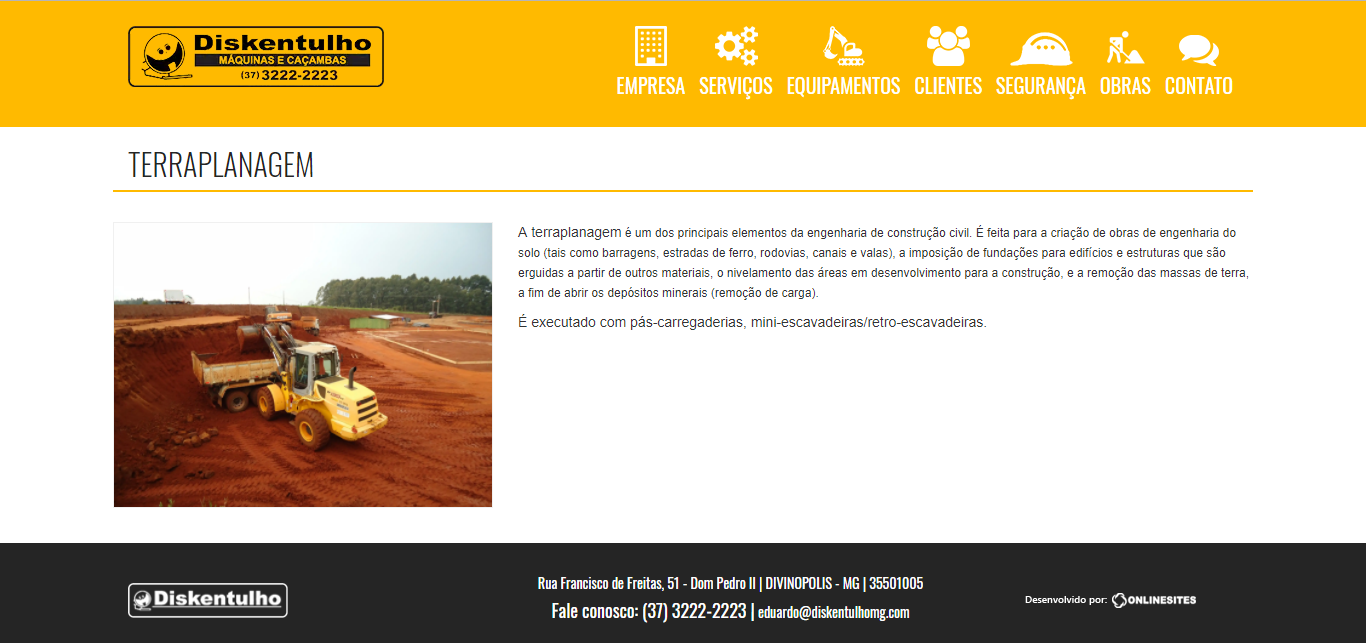 Diskentulho
MÁQUINAS E CAÇAMBAS
(37) 3222-2223
EMPRESA SERVIÇOS EQUIPAMENTOS CLIENTES SEGURANÇA OBRAS CONTATO
TERRAPLANAGEM
A terraplanagem é um dos principais elementos da engenharia de construção civil. É feita para a criação de obras de engenharia do
solo (tais como barragens, estradas de ferro, rodovias, canais e valas), a imposição de fundações para edifícios e estruturas que são
erguidas a partir de outros materiais, o nivelamento das áreas em desenvolvimento para a construção, e a remoção das massas de terra,
a fim de abrir os depósitos minerais (remoção de carga).
É executado com pás-carregaderias, mini-escavadeiras/retro-escavadeiras.
Diskentulho
Rua Francisco de Freitas, 51 - Dom Pedro II | DIVINOPOLIS - MG | 35501005
Fale conosco: (37) 3222-2223 | eduardo@diskentulhomg.com
Desenvolvido por: ONLINESITES